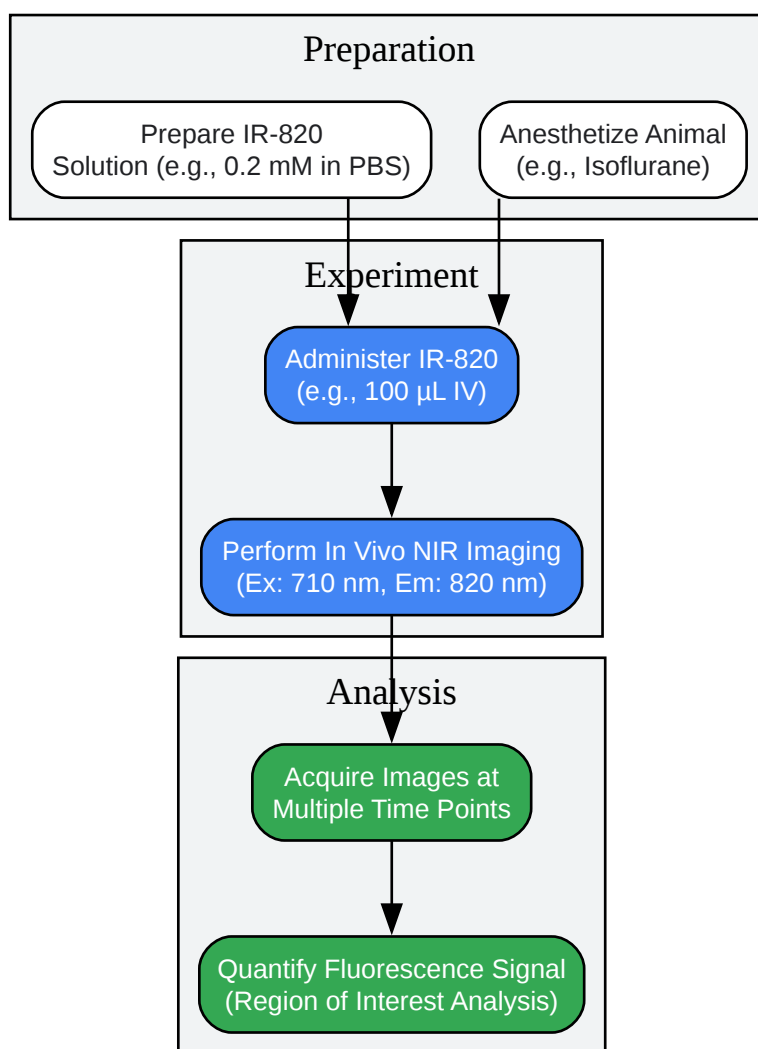 Preparation
Prepare IR-820
Solution (e.g., 0.2 mM in PBS)
Anesthetize Animal
(e.g., Isoflurane)
Experiment
Administer IR-820
(e.g., 100 µL IV)
Perform In Vivo NIR Imaging
(Ex: 710 nm, Em: 820 nm)
Analysis
Acquire Images at
Multiple Time Points
Quantify Fluorescence Signal
(Region of Interest Analysis)